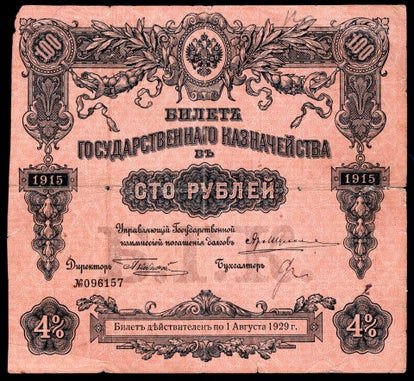 100 100
БИЛЕТЪ
ГОСУДАРСТВЕННАГО КАЗНАЧЕЙСТВА
ВЪ
1915 СТО РУБЛЕЙ 1915
Управляющій Государственной
коммиссіей погашенія долговъ
Директоръ Бухгалтеръ
№096157
4% Билетъ дѣйствителенъ по 1 Августа 1929 г. 4%